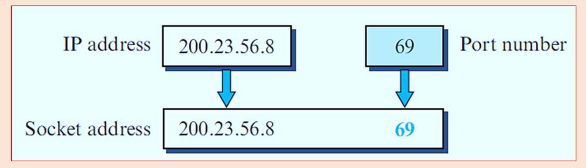 IP address 200.23.56.8 69 Port number
Socket address 200.23.56.8 69